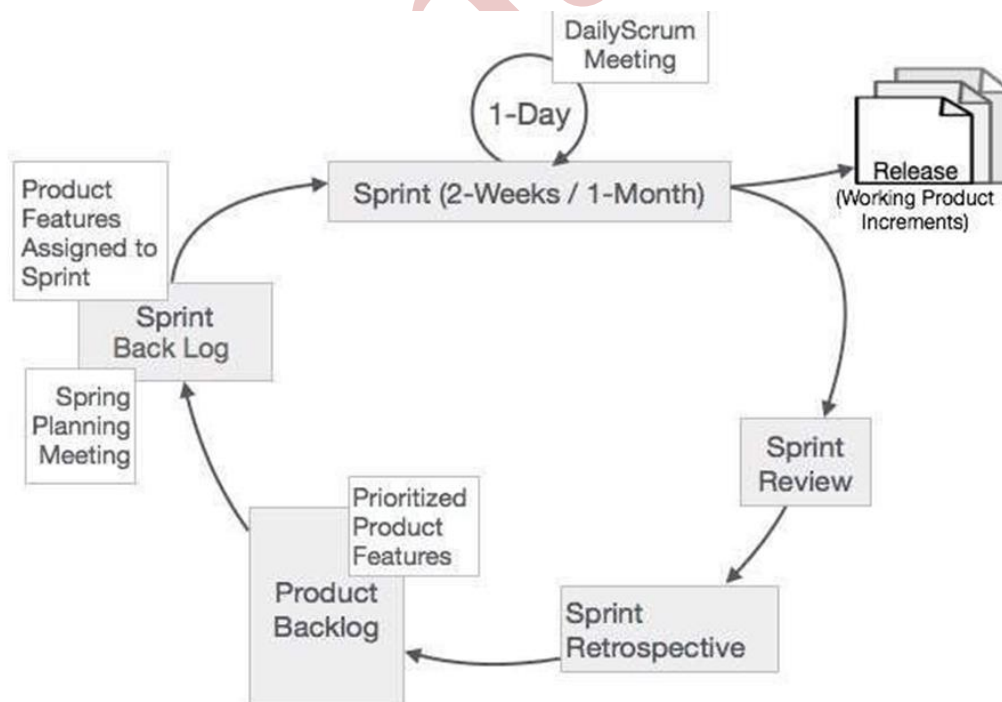 DailyScrum
Meeting
1-Day
Sprint (2-Weeks / 1-Month)
Release
(Working Product
Increments)
Product
Features
Assigned to
Sprint
Sprint
Back Log
Spring
Planning
Meeting
Sprint
Review
Prioritized
Product
Features
Product
Backlog
Sprint
Retrospective